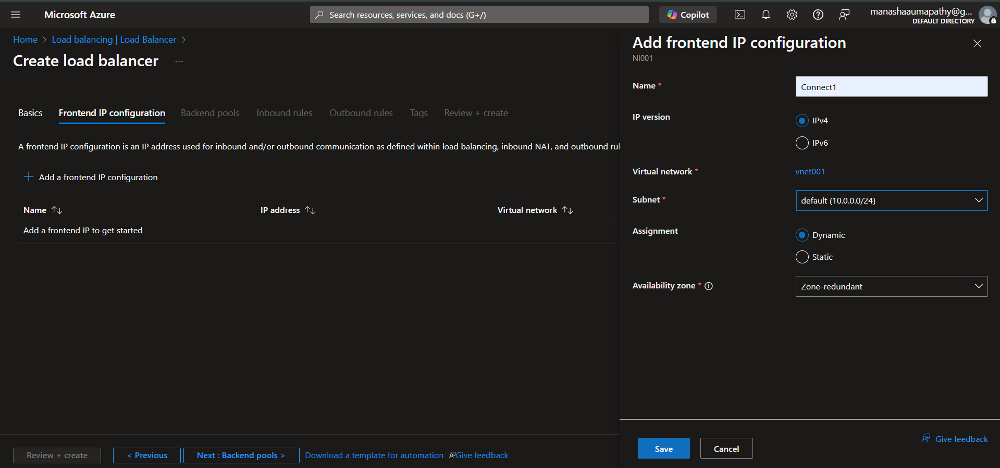 Microsoft Azure
Search resources, services, and docs (G+/)
Copilot
manashaaumapathy@g...
DEFAULT DIRECTORY
Home > Load balancing | Load Balancer >
Create load balancer ...
Basics Frontend IP configuration Backend pools Inbound rules Outbound rules Tags Review + create
A frontend IP configuration is an IP address used for inbound and/or outbound communication as defined within load balancing, inbound NAT, and outbound rul
+ Add a frontend IP configuration
Name IP address Virtual network
Add a frontend IP to get started
Review + create < Previous Next : Backend pools > Download a template for automation Give feedback
Add frontend IP configuration
NI001
Name * Connect1
IP version IPv4
IPv6
Virtual network * vnet001
Subnet * default (10.0.0.0/24)
Assignment Dynamic
Static
Availability zone * Zone-redundant
Give feedback
Save Cancel